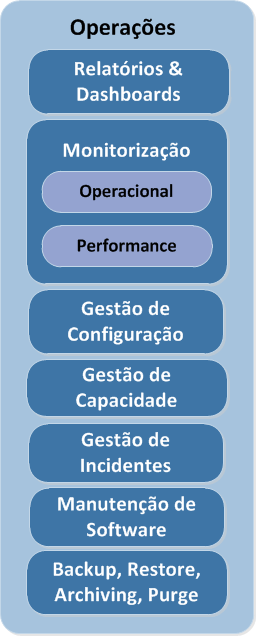 Operações
Relatórios &
Dashboards
Monitorização
Operacional
Performance
Gestão de
Configuração
Gestão de
Capacidade
Gestão de
Incidentes
Manutenção de
Software
Backup, Restore,
Archiving, Purge